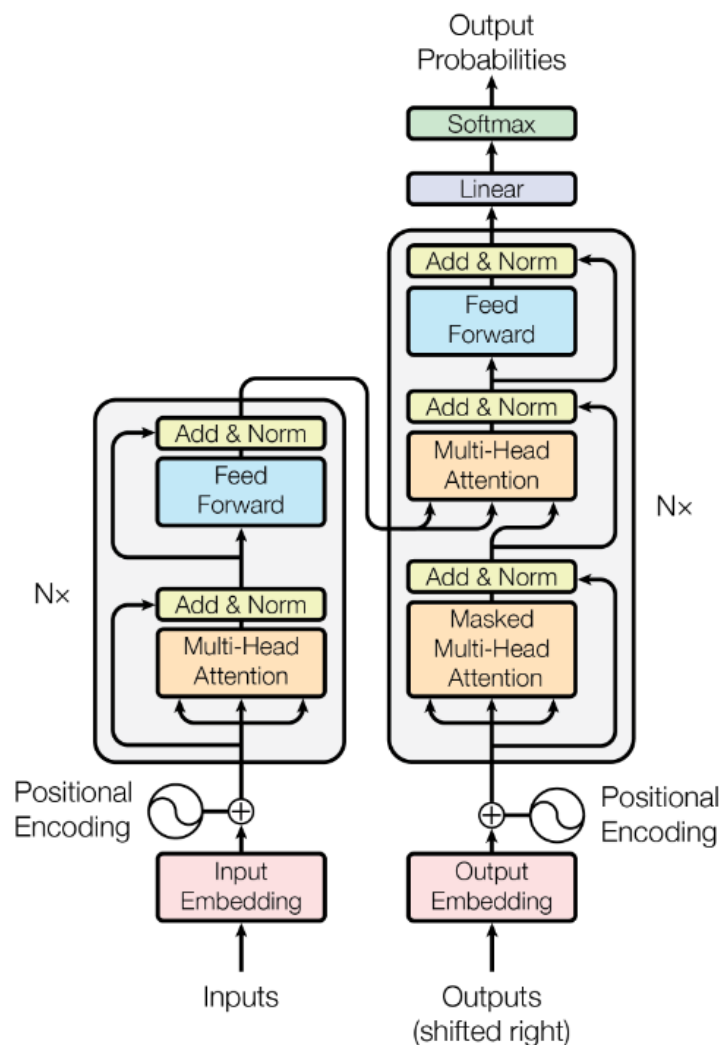 Output
Probabilities
Softmax
Linear
Add & Norm
Feed
Forward
Add & Norm
Multi-Head
Attention
Nx
Add & Norm
Masked
Multi-Head
Attention
Add & Norm
Feed
Forward
N×
Add & Norm
Multi-Head
Attention
Positional
Encoding
Positional
Encoding
Input
Embedding
Output
Embedding
Inputs
Outputs
(shifted right)